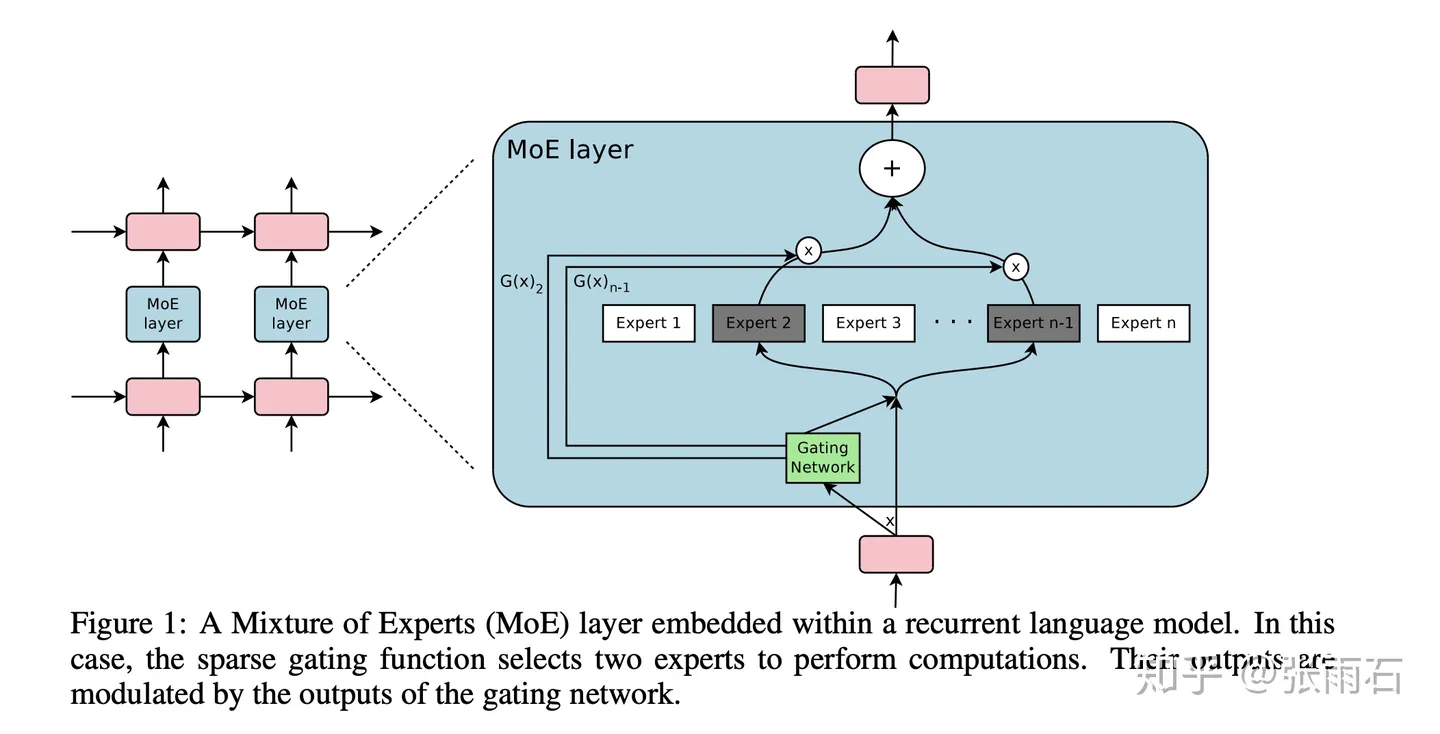 MoE layer
+
x
x
G(x)2
G(x)n-1
MoE
layer
MoE
layer
Expert 1
Expert 2
Expert 3
. . .
Expert n-1
Expert n
Gating
Network
x
Figure 1: A Mixture of Experts (MoE) layer embedded within a recurrent language model. In this
case, the sparse gating function selects two experts to perform computations. Their outputs are
modulated by the outputs of the gating network.
知乎 @张雨石